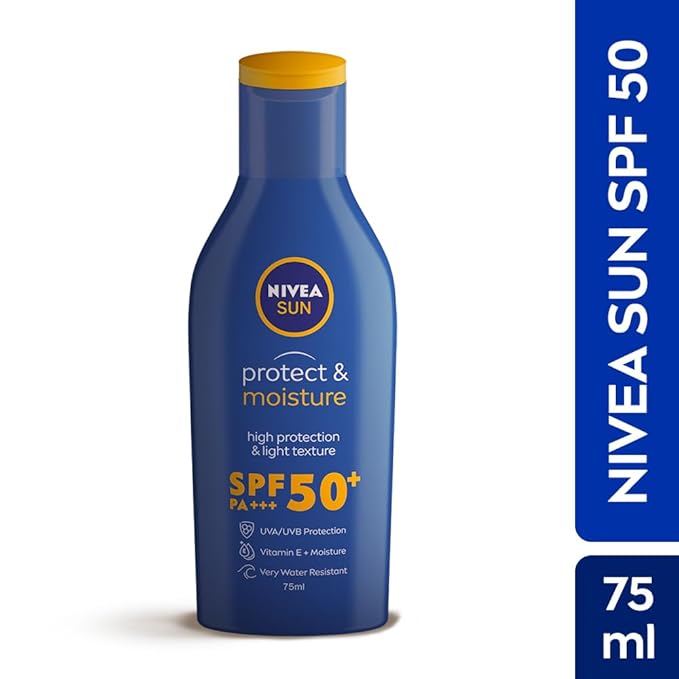 NIVEA
SUN
protect &
moisture
high protection
& light texture
SPF 50+
PA+++
UVA/UVB Protection
Vitamin E + Moisture
Very Water Resistant
75ml
NIVEA SUN SPF 50
75
ml